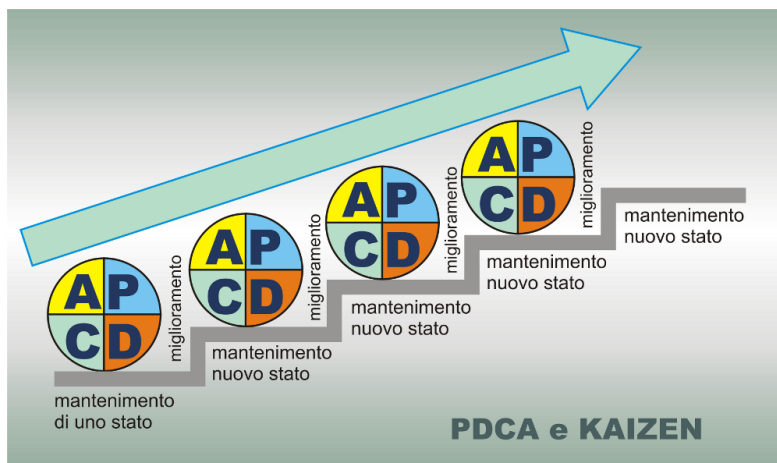 A P
C D
mantenimento
di uno stato
miglioramento
A P
C D
mantenimento
nuovo stato
miglioramento
A P
C D
mantenimento
nuovo stato
miglioramento
A P
C D
mantenimento
nuovo stato
miglioramento
mantenimento
nuovo stato
PDCA e KAIZEN